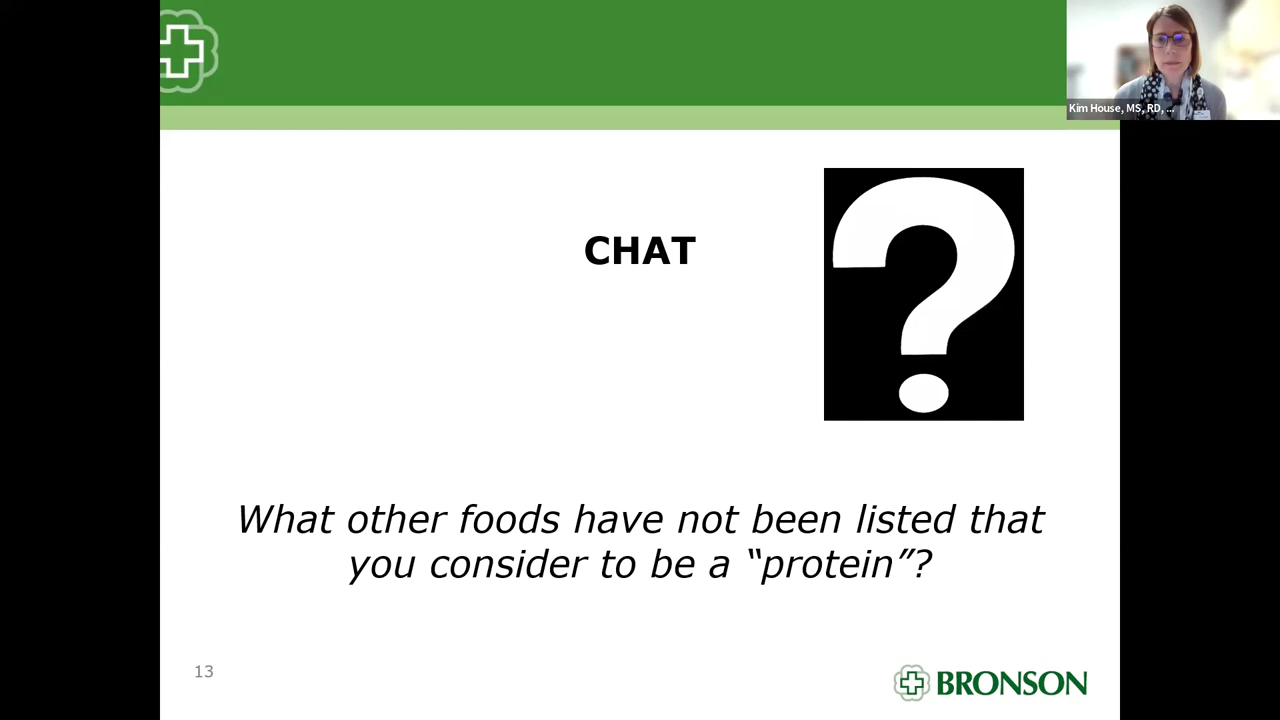 Kim House, MS, RD, ...
CHAT
?
What other foods have not been listed that
you consider to be a “protein”?
13
BRONSON